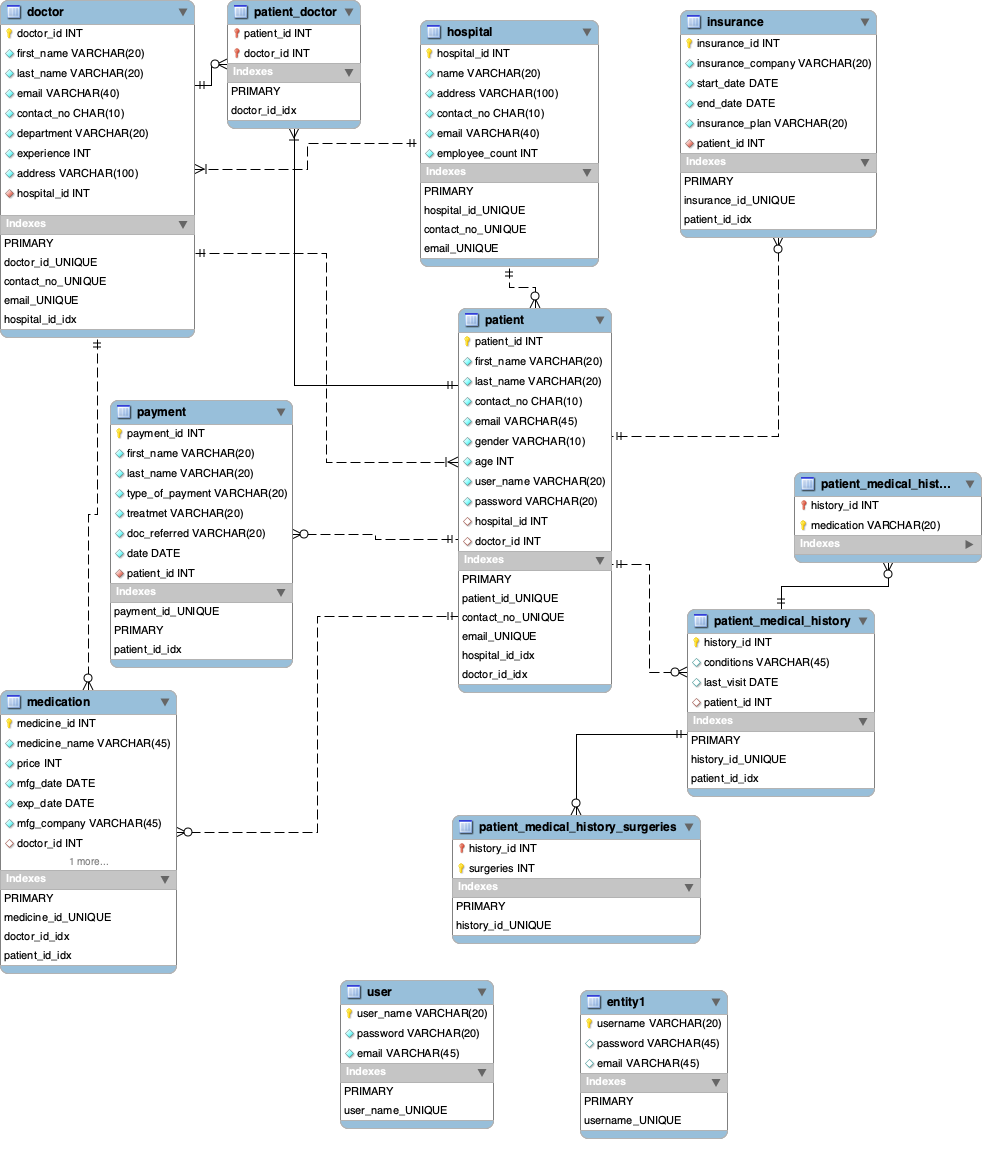 doctor
doctor_id INT
first_name VARCHAR(20)
last_name VARCHAR(20)
email VARCHAR(40)
contact_no CHAR(10)
department VARCHAR(20)
experience INT
address VARCHAR(100)
hospital_id INT
Indexes
PRIMARY
doctor_id_UNIQUE
contact_no_UNIQUE
email_UNIQUE
hospital_id_idx
patient_doctor
patient_id INT
doctor_id INT
Indexes
PRIMARY
doctor_id_idx
hospital
hospital_id INT
name VARCHAR(20)
address VARCHAR(100)
contact_no CHAR(10)
email VARCHAR(40)
employee_count INT
Indexes
PRIMARY
hospital_id_UNIQUE
contact_no_UNIQUE
email_UNIQUE
insurance
insurance_id INT
insurance_company VARCHAR(20)
start_date DATE
end_date DATE
insurance_plan VARCHAR(20)
patient_id INT
Indexes
PRIMARY
insurance_id_UNIQUE
patient_id_idx
patient
patient_id INT
first_name VARCHAR(20)
last_name VARCHAR(20)
contact_no CHAR(10)
email VARCHAR(45)
gender VARCHAR(10)
age INT
user_name VARCHAR(20)
password VARCHAR(20)
hospital_id INT
doctor_id INT
Indexes
PRIMARY
patient_id_UNIQUE
contact_no_UNIQUE
email_UNIQUE
hospital_id_idx
doctor_id_idx
payment
payment_id INT
first_name VARCHAR(20)
last_name VARCHAR(20)
type_of_payment VARCHAR(20)
treatmet VARCHAR(20)
doc_referred VARCHAR(20)
date DATE
patient_id INT
Indexes
payment_id_UNIQUE
PRIMARY
patient_id_idx
patient_medical_hist...
history_id INT
medication VARCHAR(20)
Indexes
patient_medical_history
history_id INT
conditions VARCHAR(45)
last_visit DATE
patient_id INT
Indexes
PRIMARY
history_id_UNIQUE
patient_id_idx
medication
medicine_id INT
medicine_name VARCHAR(45)
price INT
mfg_date DATE
exp_date DATE
mfg_company VARCHAR(45)
doctor_id INT
1 more...
Indexes
PRIMARY
medicine_id_UNIQUE
doctor_id_idx
patient_id_idx
patient_medical_history_surgeries
history_id INT
surgeries INT
Indexes
PRIMARY
history_id_UNIQUE
user
user_name VARCHAR(20)
password VARCHAR(20)
email VARCHAR(45)
Indexes
PRIMARY
user_name_UNIQUE
entity1
username VARCHAR(20)
password VARCHAR(45)
email VARCHAR(45)
Indexes
PRIMARY
username_UNIQUE